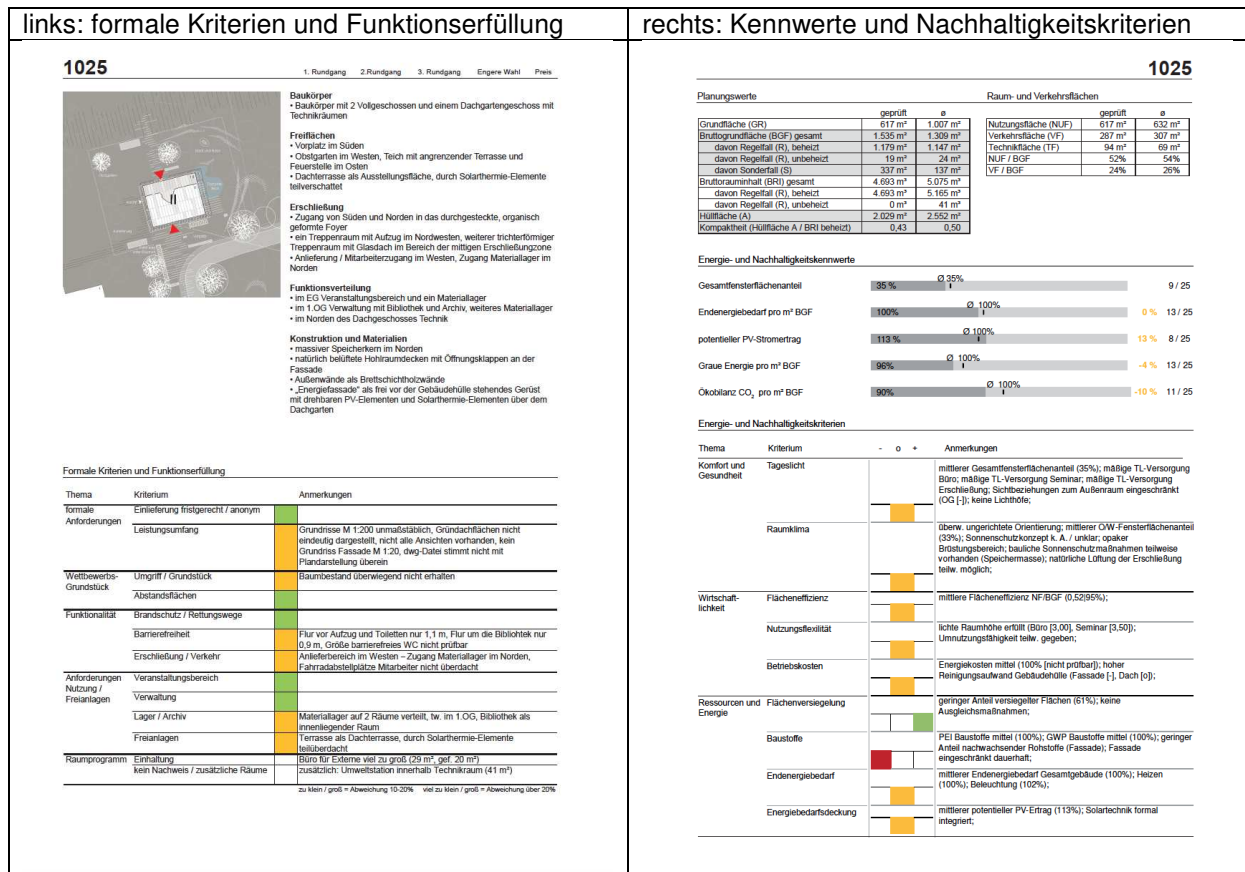 links: formale Kriterien und Funktionserfüllung
1025
1. Rundgang 2.Rundgang 3. Rundgang Engere Wahl Preis
Baukörper
• Baukörper mit 2 Vollgeschossen und einem Dachgartengeschoss mit
Technikräumen
Freiflächen
• Vorplatz im Süden
• Obstgarten im Westen, Teich mit angrenzender Terrasse und
Feuerstelle im Osten
• Dachterrasse als Ausstellungsfläche, durch Solarthermie-Elemente
teilverschattet
Erschließung
• Zugang von Süden und Norden in das durchgesteckte, organisch
geformte Foyer
• ein Treppenraum mit Aufzug im Nordwesten, weiterer trichterförmiger
Treppenraum mit Glasdach im Bereich der mittigen Erschließungzone
• Anlieferung / Mitarbeiterzugang im Westen, Zugang Materiallager im
Norden
Funktionsverteilung
• im EG Veranstaltungsbereich und ein Materiallager
• im 1.OG Verwaltung mit Bibliothek und Archiv, weiteres Materiallager
• im Norden des Dachgeschosses Technik
Konstruktion und Materialien
• massiver Speicherkern im Norden
• natürlich belüftete Hohlraumdecken mit Öffnungsklappen an der
Fassade
• Außenwände als Brettschichtholzwände
• „Energiefassade" als frei vor der Gebäudehülle stehendes Gerüst
mit drehbaren PV-Elementen und Solarthermie-Elementen über dem
Dachgarten
Formale Kriterien und Funktionserfüllung
Thema Kriterium Anmerkungen
formale Anforderungen
Einlieferung fristgerecht / anonym
Leistungsumfang
Grundrisse M 1:200 unmaßstäblich, Gründachflächen nicht
eindeutig dargestellt, nicht alle Ansichten vorhanden, kein
Grundriss Fassade M 1:20, dwg-Datei stimmt nicht mit
Plandarstellung überein
Wettbewerbs-
Grundstück
Umgriff / Grundstück Baumbestand überwiegend nicht erhalten
Abstandsflächen
Funktionalität Brandschutz / Rettungswege
Barrierefreiheit
Flur vor Aufzug und Toiletten nur 1,1 m, Flur um die Bibliohtek nur
0,9 m, Größe barrierefreies WC nicht prüfbar
Erschließung / Verkehr
Anlieferbereich im Westen – Zugang Materiallager im Norden,
Fahrradabstellplätze Mitarbeiter nicht überdacht
Anforderungen
Nutzung /
Freianlagen
Veranstaltungsbereich
Verwaltung
Lager / Archiv
Materiallager auf 2 Räume verteilt, tw. im 1.OG, Bibliothek als
innenliegender Raum
Freianlagen
Terrasse als Dachterrasse, durch Solarthermie-Elemente
teilüberdacht
Raumprogramm Einhaltung Büro für Externe viel zu groß (29 m², gef. 20 m²)
kein Nachweis / zusätzliche Räume zusätzlich: Umweltstation innerhalb Technikraum (41 m²)
zu klein / groß = Abweichung 10-20% viel zu klein / groß = Abweichung über 20%
rechts: Kennwerte und Nachhaltigkeitskriterien
1025
Planungswerte
geprüft ø
Grundfläche (GR) 617 m² 1.007 m²
Bruttogrundfläche (BGF) gesamt 1.535 m² 1.309 m²
davon Regelfall (R), beheizt 1.179 m² 1.147 m²
davon Regelfall (R), unbeheizt 19 m² 24 m²
davon Sonderfall (S) 337 m² 137 m²
Bruttorauminhalt (BRI) gesamt 4.693 m³ 5.075 m³
davon Regelfall (R), beheizt 4.693 m³ 5.165 m³
davon Regelfall (R), unbeheizt 0 m³ 41 m³
Hüllfläche (A) 2.029 m² 2.552 m²
Kompaktheit (Hüllfläche A / BRI beheizt) 0,43 0,50
Raum- und Verkehrsflächen
geprüft ø
Nutzungsfläche (NUF) 617 m² 632 m²
Verkehrsfläche (VF) 287 m² 307 m²
Technikfläche (TF) 94 m² 69 m²
NUF / BGF 52% 54%
VF / BGF 24% 26%
Energie- und Nachhaltigkeitskennwerte
Ø 35%
Gesamtfensterflächenanteil 35 % 9 / 25
Ø 100%
Endenergiebedarf pro m² BGF 100% 0 % 13 / 25
Ø 100%
potentieller PV-Stromertrag 113 % 13 % 8 / 25
Ø 100%
Graue Energie pro m² BGF 96% -4 % 13 / 25
Ø 100%
Ökobilanz CO₂ pro m² BGF 90% -10 % 11 / 25
Energie- und Nachhaltigkeitskriterien
Thema Kriterium - o + Anmerkungen
Komfort und
Gesundheit
Tageslicht
mittlerer Gesamtfensterflächenanteil (35%); mäßige TL-Versorgung
Büro; mäßige TL-Versorgung Seminar; mäßige TL-Versorgung
Erschließung; Sichtbeziehungen zum Außenraum eingeschränkt
(OG [-]); keine Lichthöfe;
Raumklima
überw. ungerichtete Orientierung; mittlerer O/W-Fensterflächenanteil
(33%); Sonnenschutzkonzept k. A. / unklar; opaker
Brüstungsbereich; bauliche Sonnenschutzmaßnahmen teilweise
vorhanden (Speichermasse); natürliche Lüftung der Erschließung
teilw. möglich;
Wirtschaft-
lichkeit
Flächeneffizienz mittlere Flächeneffizienz NF/BGF (0,52|95%);
Nutzungsflexilität
lichte Raumhöhe erfüllt (Büro [3,00], Seminar [3,50]);
Umnutzungsfähigkeit teilw. gegeben;
Betriebskosten
Energiekosten mittel (100% [nicht prüfbar]); hoher
Reinigungsaufwand Gebäudehülle (Fassade [-], Dach [o]);
Ressourcen und
Energie
Flächenversiegelung
geringer Anteil versiegelter Flächen (61%); keine
Ausgleichsmaßnahmen;
Baustoffe
PEI Baustoffe mittel (100%); GWP Baustoffe mittel (100%); geringer
Anteil nachwachsender Rohstoffe (Fassade); Fassade
eingeschränkt dauerhaft;
Endenergiebedarf
mittlerer Endenergiebedarf Gesamtgebäude (100%); Heizen
(100%); Beleuchtung (102%);
Energiebedarfsdeckung
mittlerer potentieller PV-Ertrag (113%); Solartechnik formal
integriert;